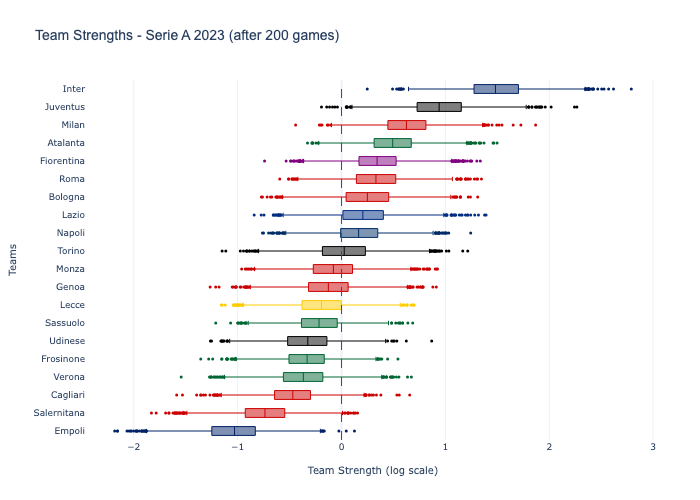 Team Strengths - Serie A 2023 (after 200 games)
Teams
Inter
Juventus
Milan
Atalanta
Fiorentina
Roma
Bologna
Lazio
Napoli
Torino
Monza
Genoa
Lecce
Sassuolo
Udinese
Frosinone
Verona
Cagliari
Salernitana
Empoli
−2 −1 0 1 2 3
Team Strength (log scale)